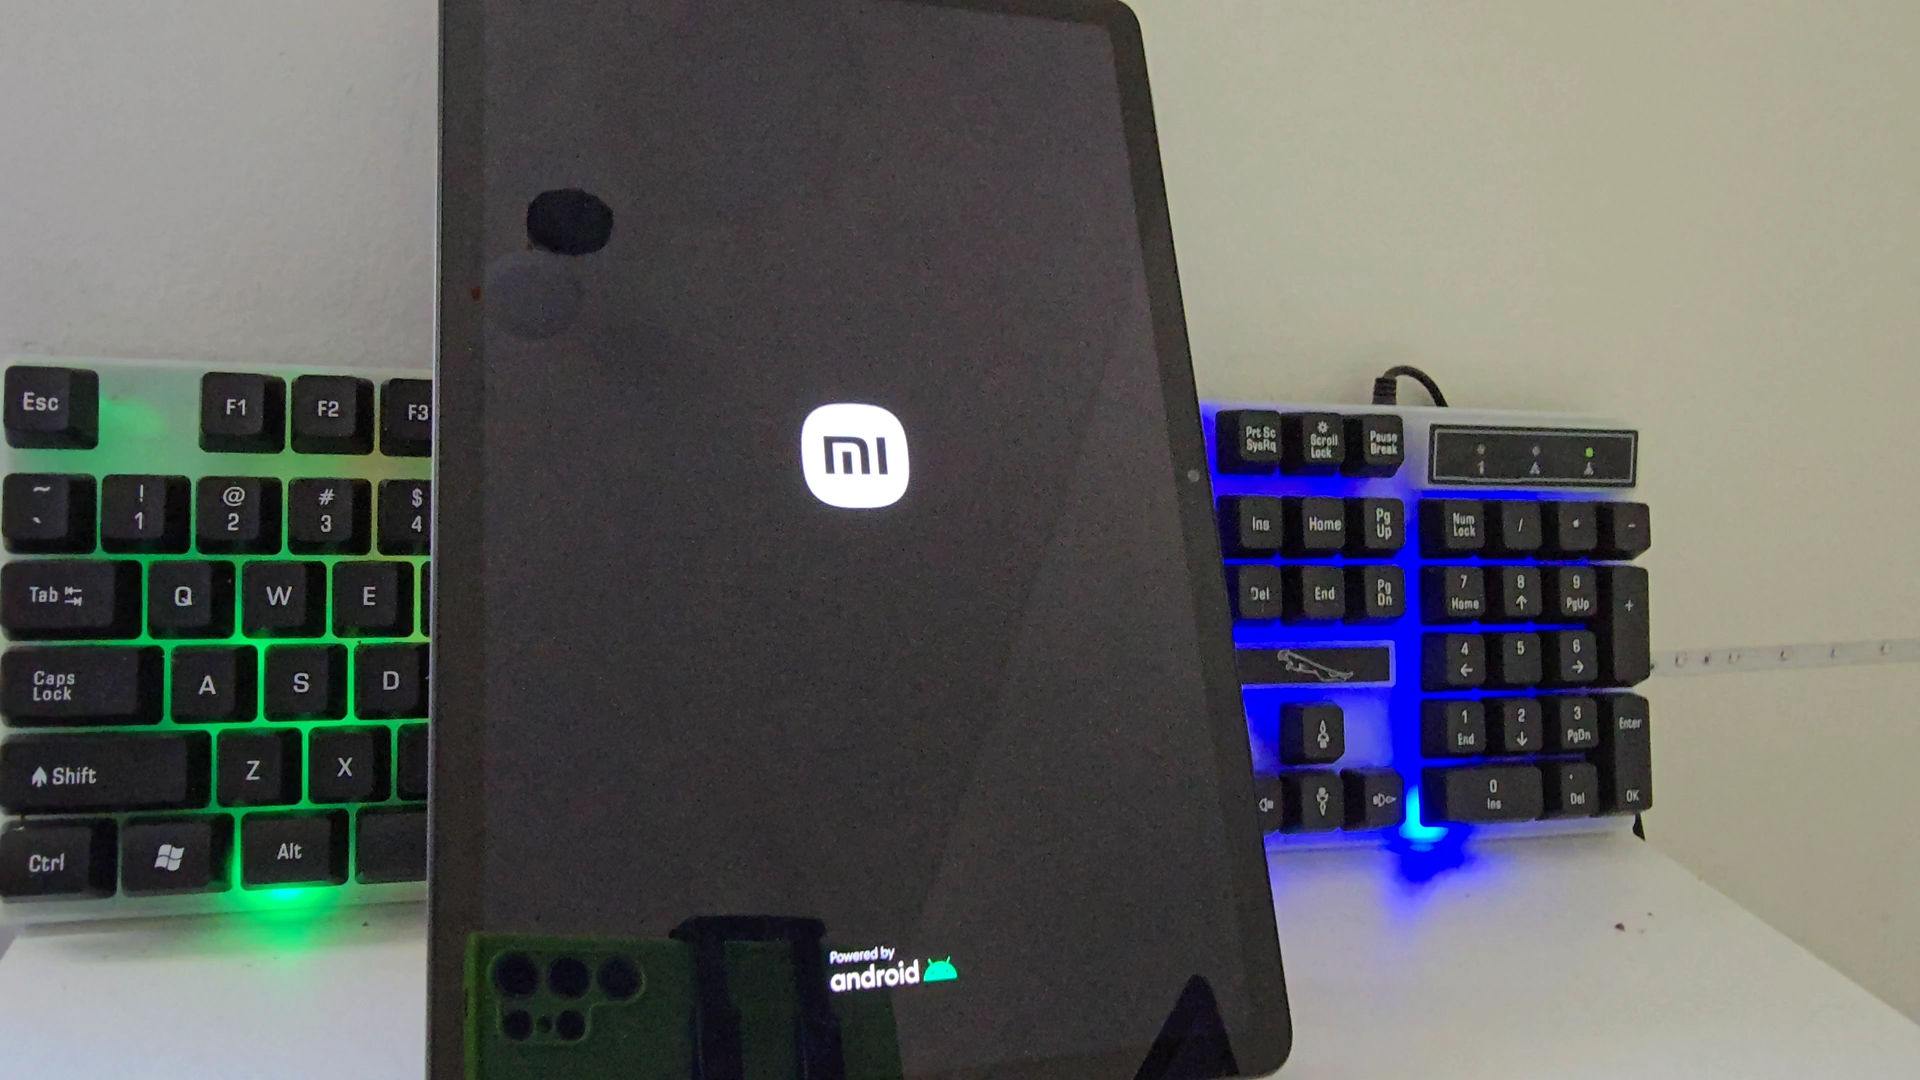 mi
Powered by
android
Esc
F1
F2
F3
~
`
!
1
@
2
#
3
$
4
Tab
Q
W
E
Caps
Lock
A
S
D
Shift
Z
X
Ctrl
Alt
Prt Sc
SysRq
Scroll
Lock
Pause
Break
1
A
Ins
Home
Pg
Up
Num
Lock
/
-
Del
End
Pg
Dn
7
Home
8
9
PgUp
+
4
5
6
1
End
2
3
PgDn
Enter
OK
0
Ins
.
Del